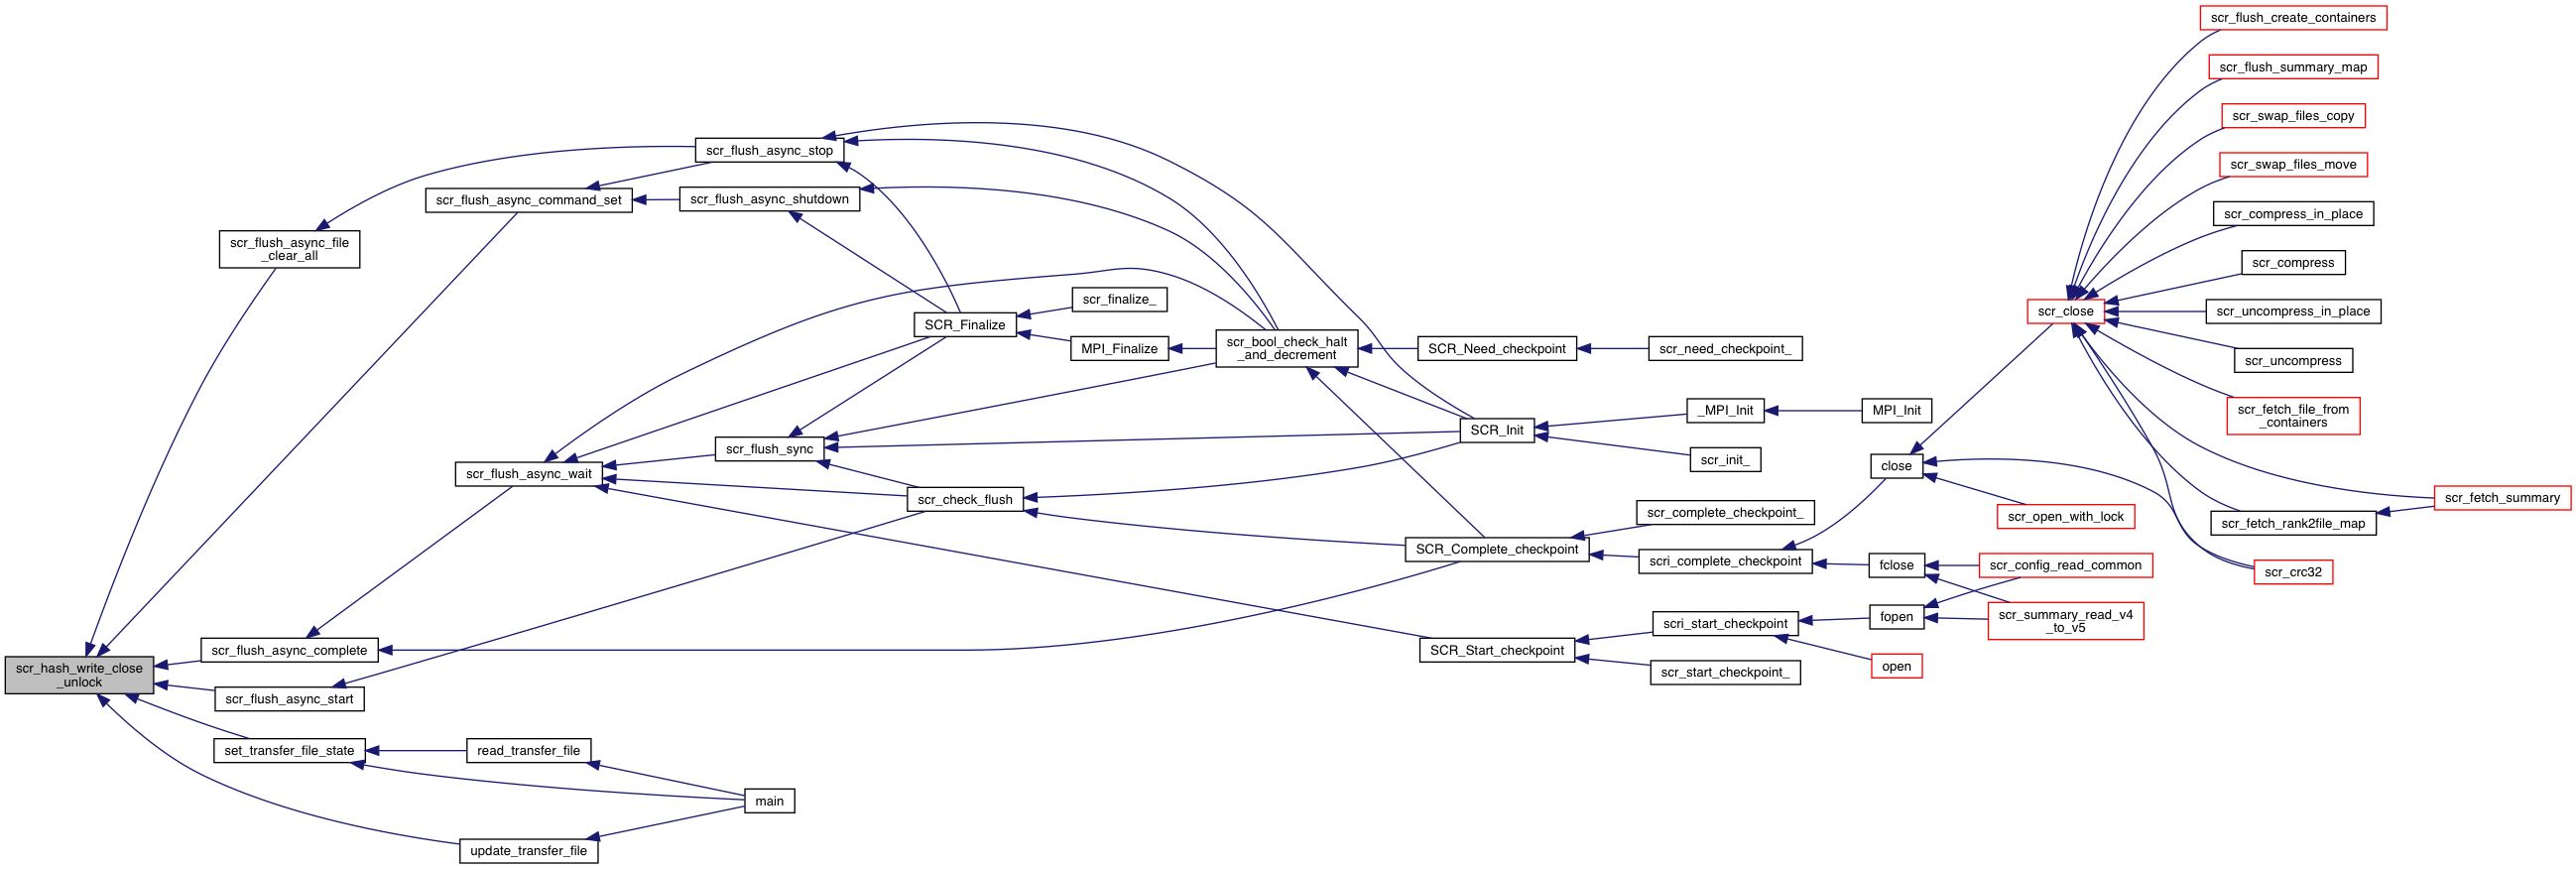 scr_flush_create_containers
scr_flush_summary_map
scr_swap_files_copy
scr_flush_async_stop
scr_swap_files_move
scr_flush_async_command_set
scr_flush_async_shutdown
scr_compress_in_place
scr_flush_async_file
_clear_all
scr_compress
scr_finalize_
scr_close
scr_uncompress_in_place
SCR_Finalize
MPI_Finalize
scr_bool_check_halt
_and_decrement
SCR_Need_checkpoint
scr_need_checkpoint_
scr_uncompress
_MPI_Init
MPI_Init
scr_fetch_file_from
_containers
SCR_Init
scr_flush_sync
scr_init_
close
scr_flush_async_wait
scr_check_flush
scr_fetch_summary
scr_complete_checkpoint_
scr_open_with_lock
scr_fetch_rank2file_map
SCR_Complete_checkpoint
scri_complete_checkpoint
fclose
scr_config_read_common
scr_crc32
scri_start_checkpoint
fopen
scr_summary_read_v4
_to_v5
scr_flush_async_complete
SCR_Start_checkpoint
scr_start_checkpoint_
open
scr_hash_write_close
_unlock
scr_flush_async_start
set_transfer_file_state
read_transfer_file
main
update_transfer_file